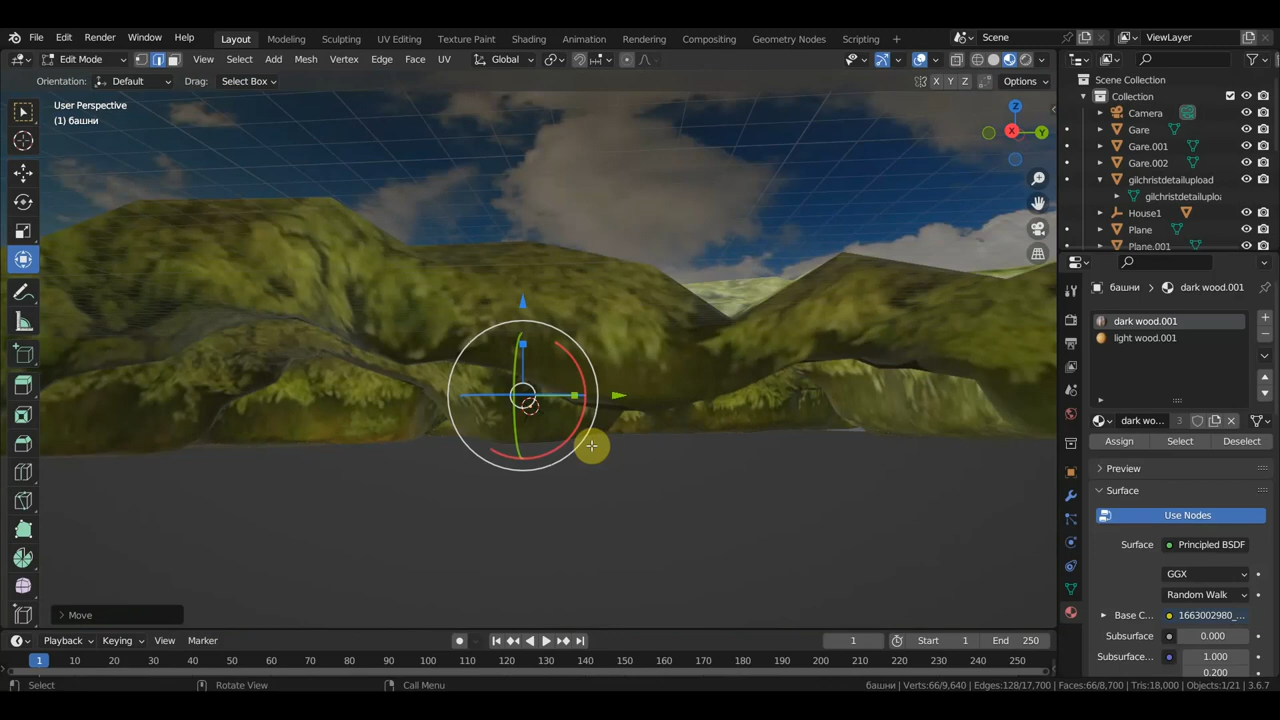 File Edit Render Window Help Layout Modeling Sculpting UV Editing Texture Paint Shading Animation Rendering Compositing Geometry Nodes Scripting + Scene ViewLayer
Edit Mode View Select Add Mesh Vertex Edge Face UV Global
Orientation: Default Drag: Select Box X Y Z Options
User Perspective
(1) башни
Z
X
Y
Scene Collection
Collection
Camera
Gare
Gare.001
Gare.002
gilchristdetailupload
gilchristdetailuploa
House1
Plane
Plane.001
башни > dark wood.001
dark wood.001
light wood.001
dark wo... 3
Assign Select Deselect
Preview
Surface
Use Nodes
Surface Principled BSDF
GGX
Random Walk
Base C... 1663002980_...
Subsurface 0.000
Subsurface... 1.000
0.200
Move
Playback Keying View Marker 1 Start 1 End 250
1 10 20 30 40 50 60 70 80 90 100 110 120 130 140 150 160 170 180 190 200 210 220 230 240 250
Select Rotate View Call Menu башни | Verts:66/9,640 | Edges:128/17,700 | Faces:66/8,700 | Tris:18,000 | Objects:1/21 | 3.6.7